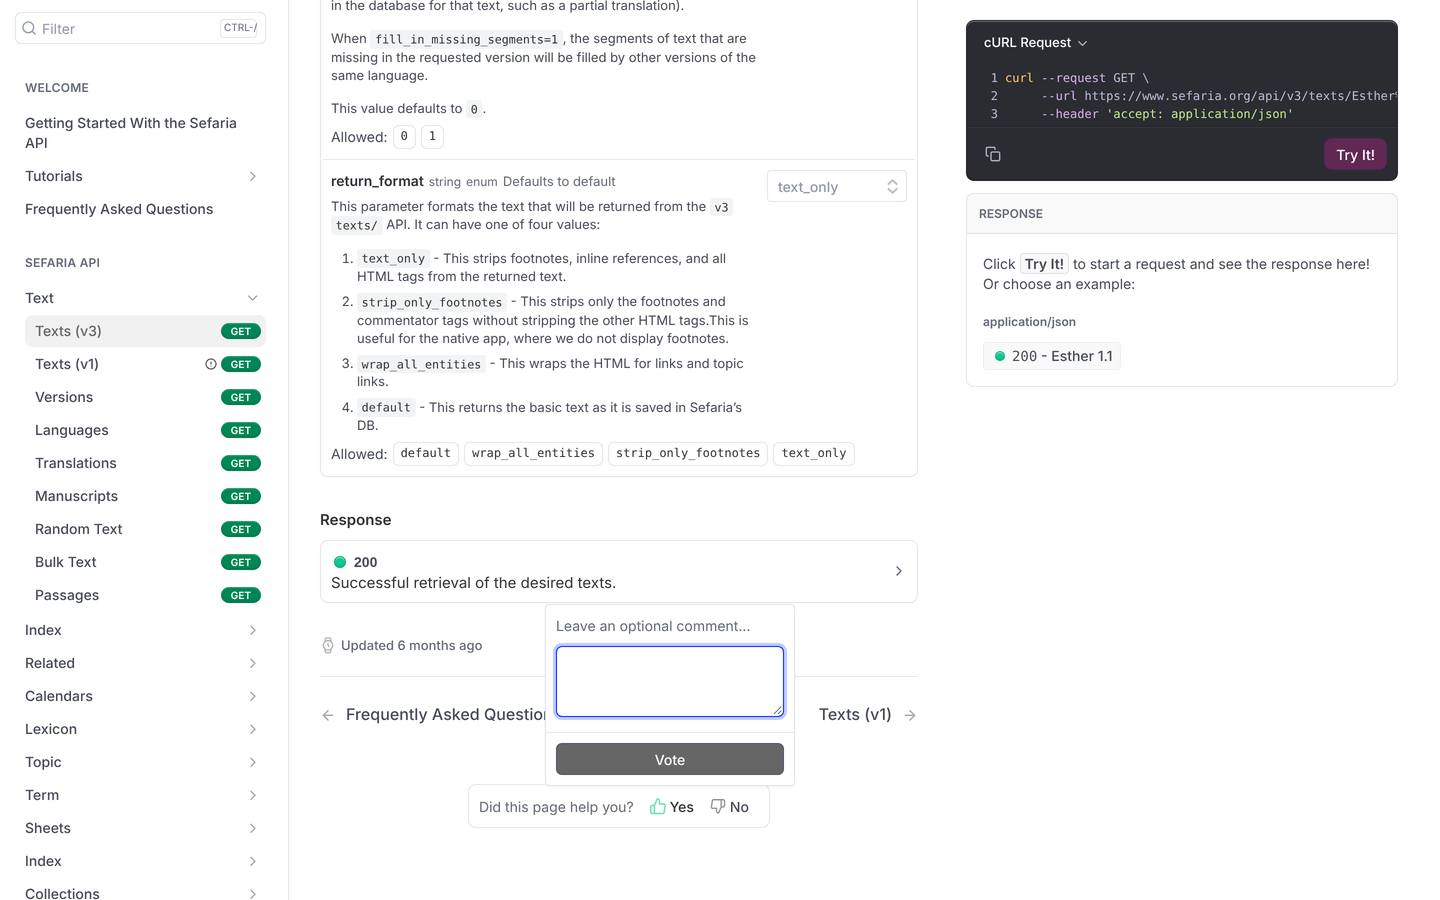 Filter
CTRL-/
WELCOME
Getting Started With the Sefaria
API
Tutorials
Frequently Asked Questions
SEFARIA API
Text
Texts (v3) GET
Texts (v1) GET
Versions GET
Languages GET
Translations GET
Manuscripts GET
Random Text GET
Bulk Text GET
Passages GET
Index
Related
Calendars
Lexicon
Topic
Term
Sheets
Index
Collections
in the database for that text, such as a partial translation).
When fill_in_missing_segments=1, the segments of text that are
missing in the requested version will be filled by other versions of the
same language.
This value defaults to 0.
Allowed: 0 1
return_format string enum Defaults to default
text_only
This parameter formats the text that will be returned from the v3
texts/ API. It can have one of four values:
1. text_only - This strips footnotes, inline references, and all
HTML tags from the returned text.
2. strip_only_footnotes - This strips only the footnotes and
commentator tags without stripping the other HTML tags.This is
useful for the native app, where we do not display footnotes.
3. wrap_all_entities - This wraps the HTML for links and topic
links.
4. default - This returns the basic text as it is saved in Sefaria's
DB.
Allowed: default wrap_all_entities strip_only_footnotes text_only
Response
200
Successful retrieval of the desired texts.
Leave an optional comment...
Updated 6 months ago
Frequently Asked
Texts (v1)
Vote
Did this page help you? Yes No
cURL Request
1 curl --request GET \
2 --url https://www.sefaria.org/api/v3/texts/Esther
3 --header 'accept: application/json'
Try It!
RESPONSE
Click Try It! to start a request and see the response here!
Or choose an example:
application/json
200 - Esther 1.1